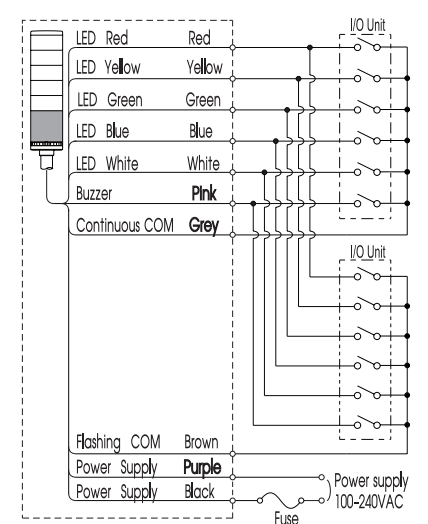 I/O Unit
LED Red Red
LED Yellow Yellow
LED Green Green
LED Blue Blue
LED White White
Buzzer Pink
Continuous COM Grey
I/O Unit
Flashing COM Brown
Power Supply Purple
Power Supply Black
Power supply
100-240VAC
Fuse